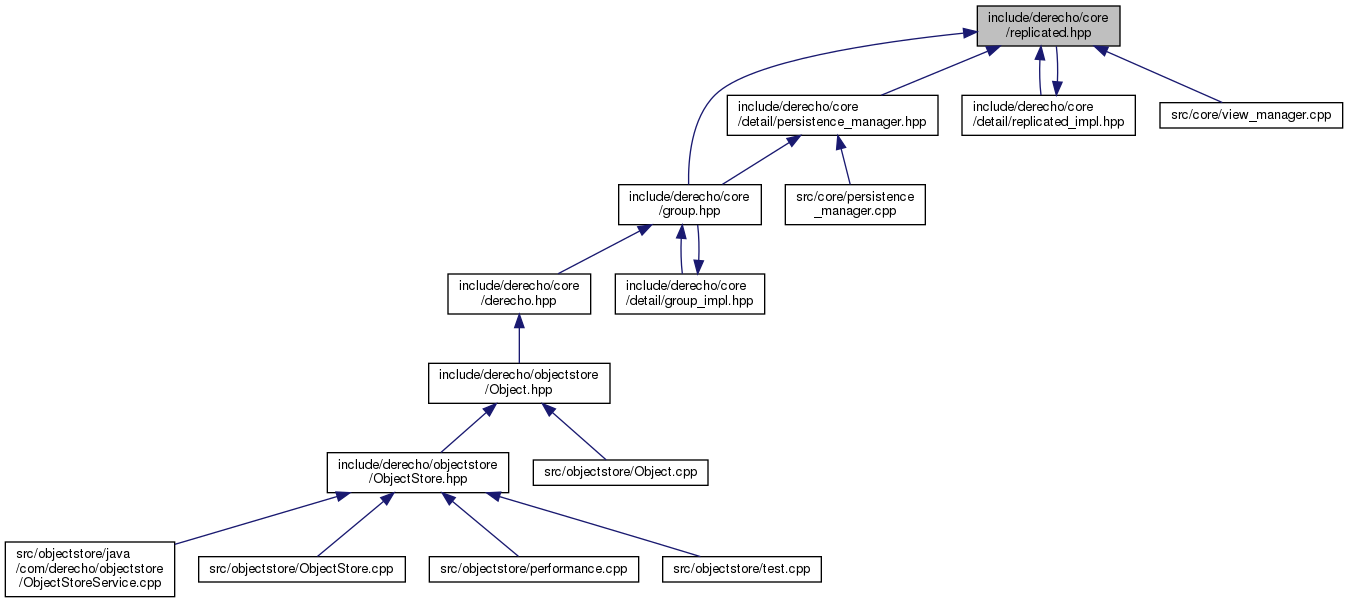 include/derecho/core
/replicated.hpp
include/derecho/core
/detail/persistence_manager.hpp
include/derecho/core
/detail/replicated_impl.hpp
src/core/view_manager.cpp
include/derecho/core
/group.hpp
src/core/persistence
_manager.cpp
include/derecho/core
/derecho.hpp
include/derecho/core
/detail/group_impl.hpp
include/derecho/objectstore
/Object.hpp
include/derecho/objectstore
/ObjectStore.hpp
src/objectstore/Object.cpp
src/objectstore/java
/com/derecho/objectstore
/ObjectStoreService.cpp
src/objectstore/ObjectStore.cpp
src/objectstore/performance.cpp
src/objectstore/test.cpp